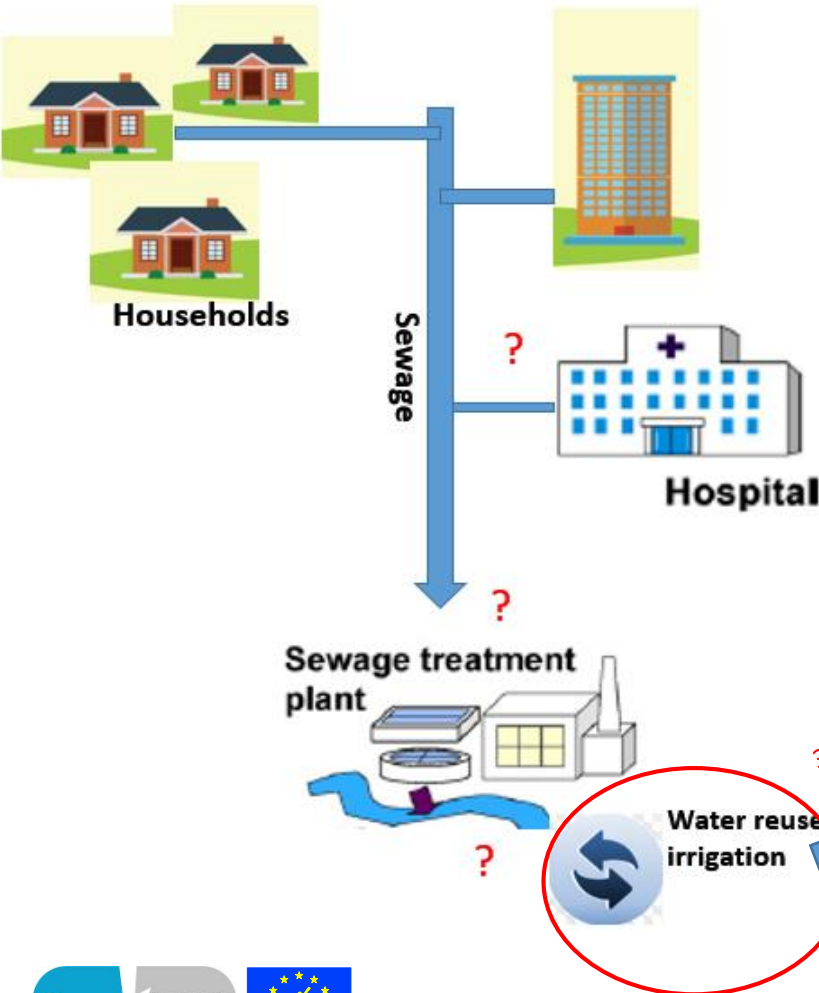 Households
Sewage
?
Hospital
?
Sewage treatment
plant
?
Water reuse
irrigation
?